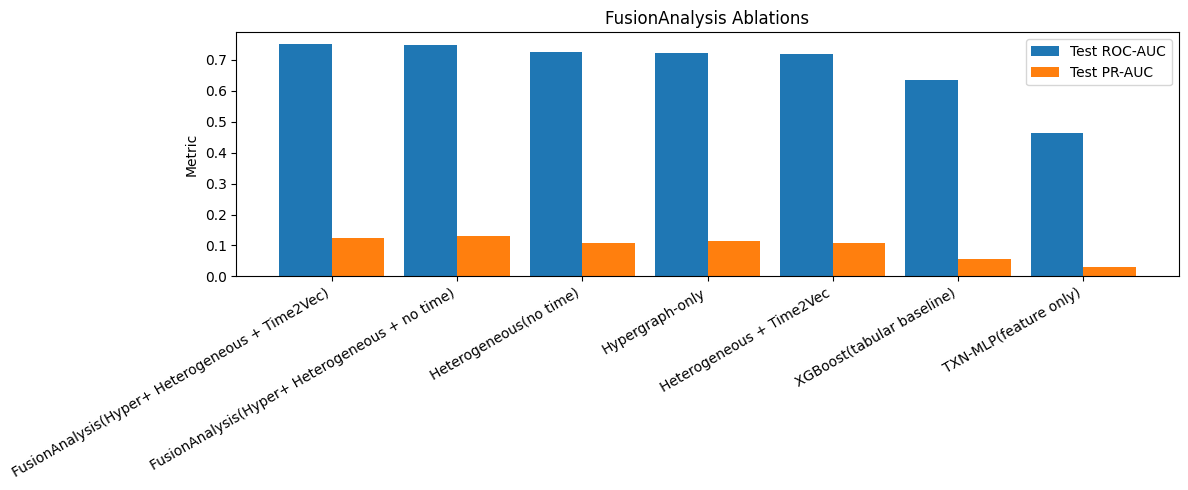 FusionAnalysis Ablations
Test ROC-AUC
Test PR-AUC
Metric
0.7
0.6
0.5
0.4
0.3
0.2
0.1
0.0
FusionAnalysis(Hyper+ Heterogeneous + Time2Vec)
FusionAnalysis(Hyper+ Heterogeneous + no time)
Heterogeneous(no time)
Hypergraph-only
Heterogeneous + Time2Vec
XGBoost(tabular baseline)
TXN-MLP(feature only)